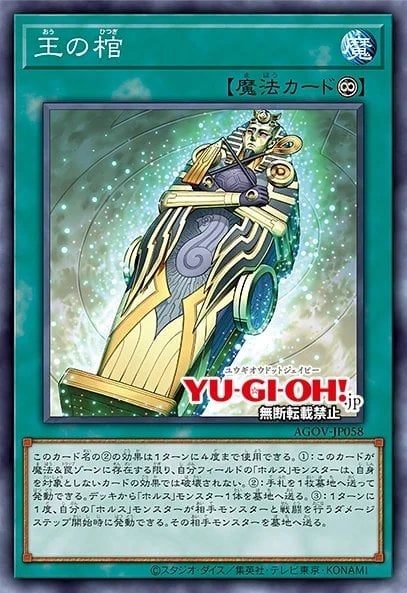 王の棺
おう ひつぎ
魔
【魔法カード】
ま ほう
ユウギオウドットジェイピー
YU-GI-OH!.jp
無断転載禁止
AGOV-JP058
このカード名の②の効果は1ターンに4度まで使用できる。①：このカードが
魔法&罠ゾーンに存在する限り、自分フィールドの「ホルス」モンスターは、自身
を対象としないカードの効果では破壊されない。②：手札を1枚墓地へ送って
発動できる。デッキから「ホルス」モンスター1体を墓地へ送る。③：1ターン
に1度、自分の「ホルス」モンスターが相手モンスターと戦闘を行うダメージ
ステップ開始時に発動できる。その相手モンスターを墓地へ送る。
©スタジオ・ダイス／集英社・テレビ東京・KONAMI